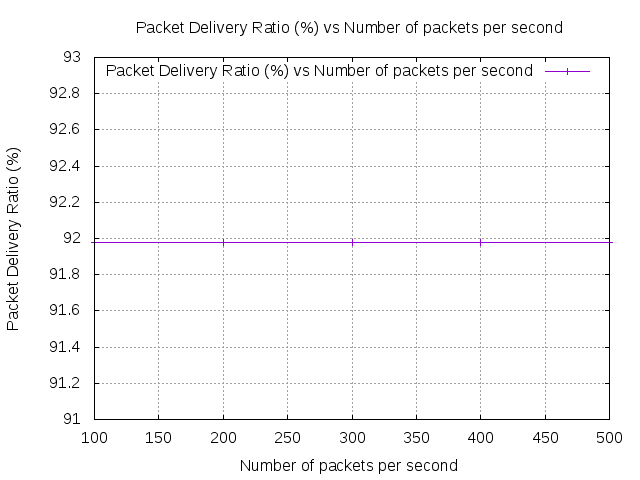 Packet Delivery Ratio (%) vs Number of packets per second
93
Packet Delivery Ratio (%) vs Number of packets per second
92.8
92.6
92.4
92.2
92
91.8
91.6
91.4
91.2
91
Packet Delivery Ratio (%)
100 150 200 250 300 350 400 450 500
Number of packets per second